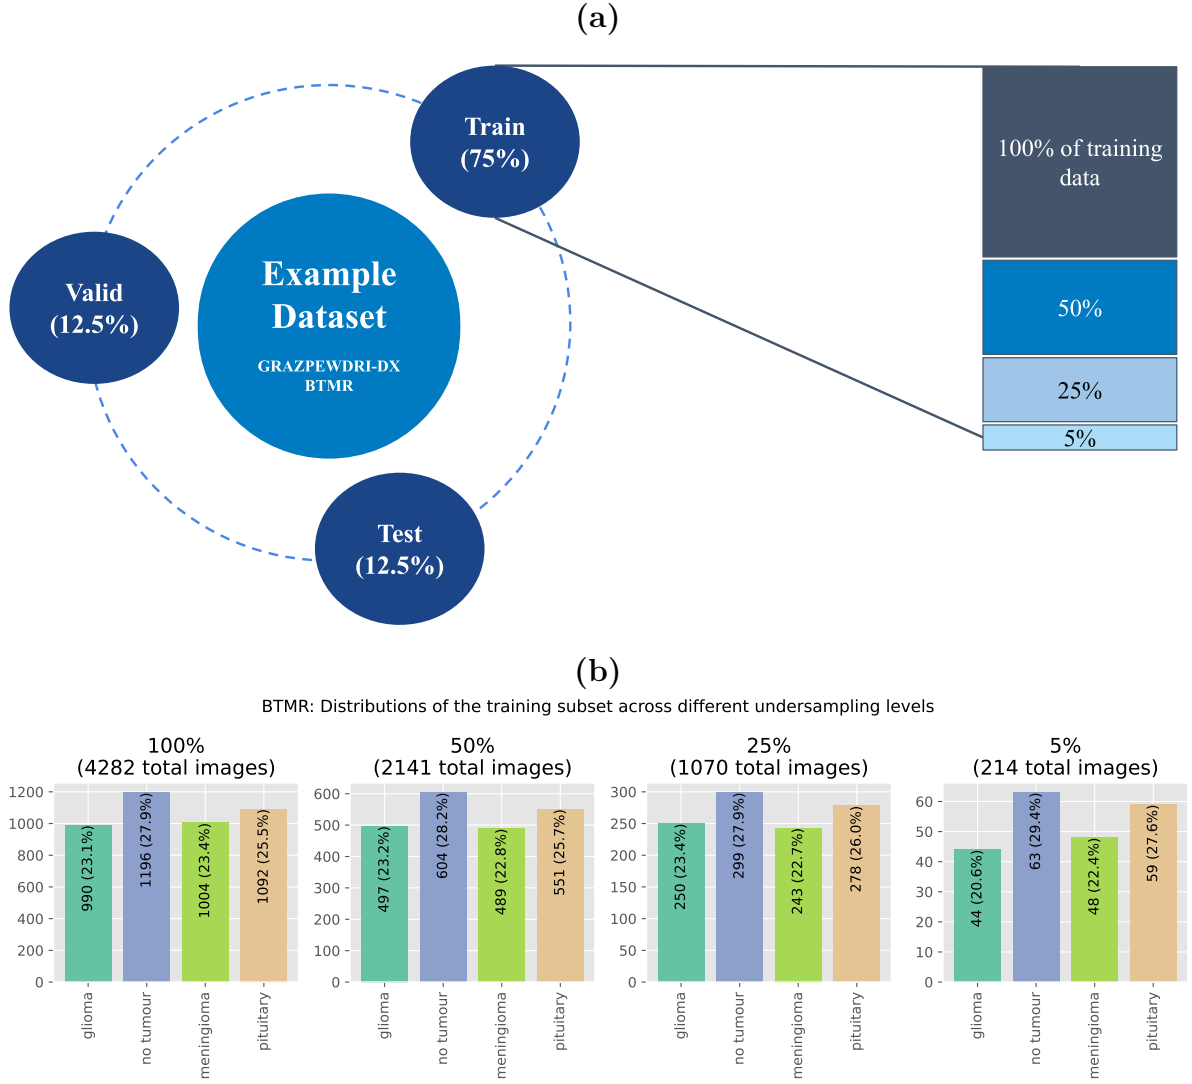 (a)
Train
(75%)
100% of training
data
Example
Dataset
GRAZPEWDRI-DX
BTMR
Valid
(12.5%)
50%
25%
5%
Test
(12.5%)
(b)
BTMR: Distributions of the training subset across different undersampling levels
100%
(4282 total images)
1200
1000
800
600
400
200
0
990 (23.1%)
1196 (27.9%)
1004 (23.4%)
1092 (25.5%)
glioma
no tumour
meningioma
pituitary
50%
(2141 total images)
600
500
400
300
200
100
0
497 (23.2%)
604 (28.2%)
489 (22.8%)
551 (25.7%)
glioma
no tumour
meningioma
pituitary
25%
(1070 total images)
300
250
200
150
100
50
0
250 (23.4%)
299 (27.9%)
243 (22.7%)
278 (26.0%)
glioma
no tumour
meningioma
pituitary
5%
(214 total images)
60
50
40
30
20
10
0
44 (20.6%)
63 (29.4%)
48 (22.4%)
59 (27.6%)
glioma
no tumour
meningioma
pituitary